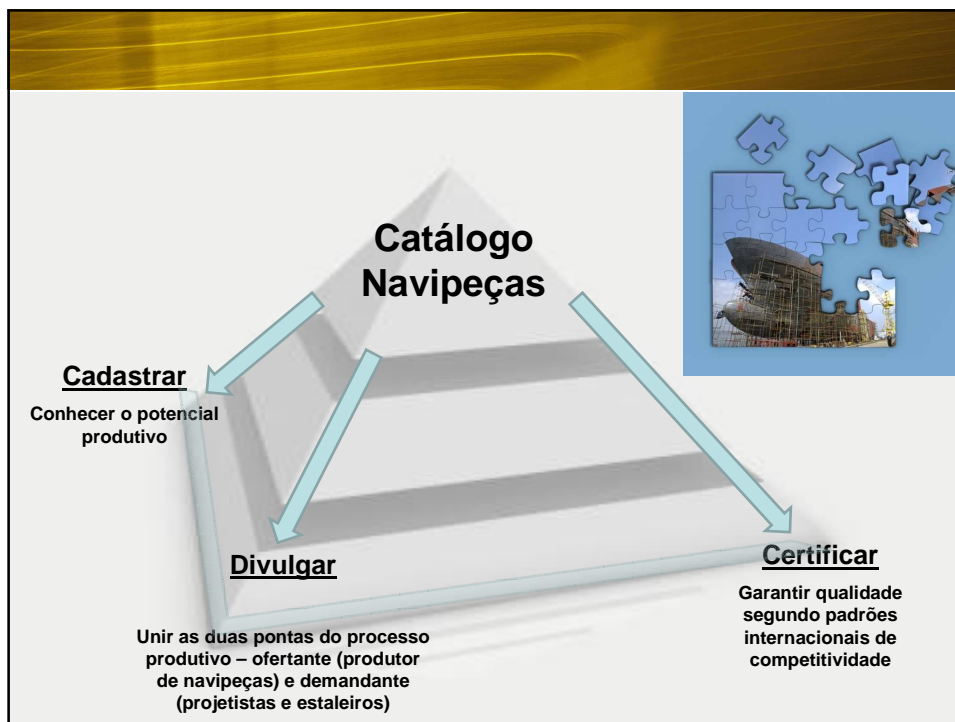 Catálogo
Navipeças
Cadastrar
Conhecer o potencial
produtivo
Divulgar
Unir as duas pontas do processo
produtivo – ofertante (produtor
de navipeças) e demandante
(projetistas e estaleiros)
Certificar
Garantir qualidade
segundo padrões
internacionais de
competitividade